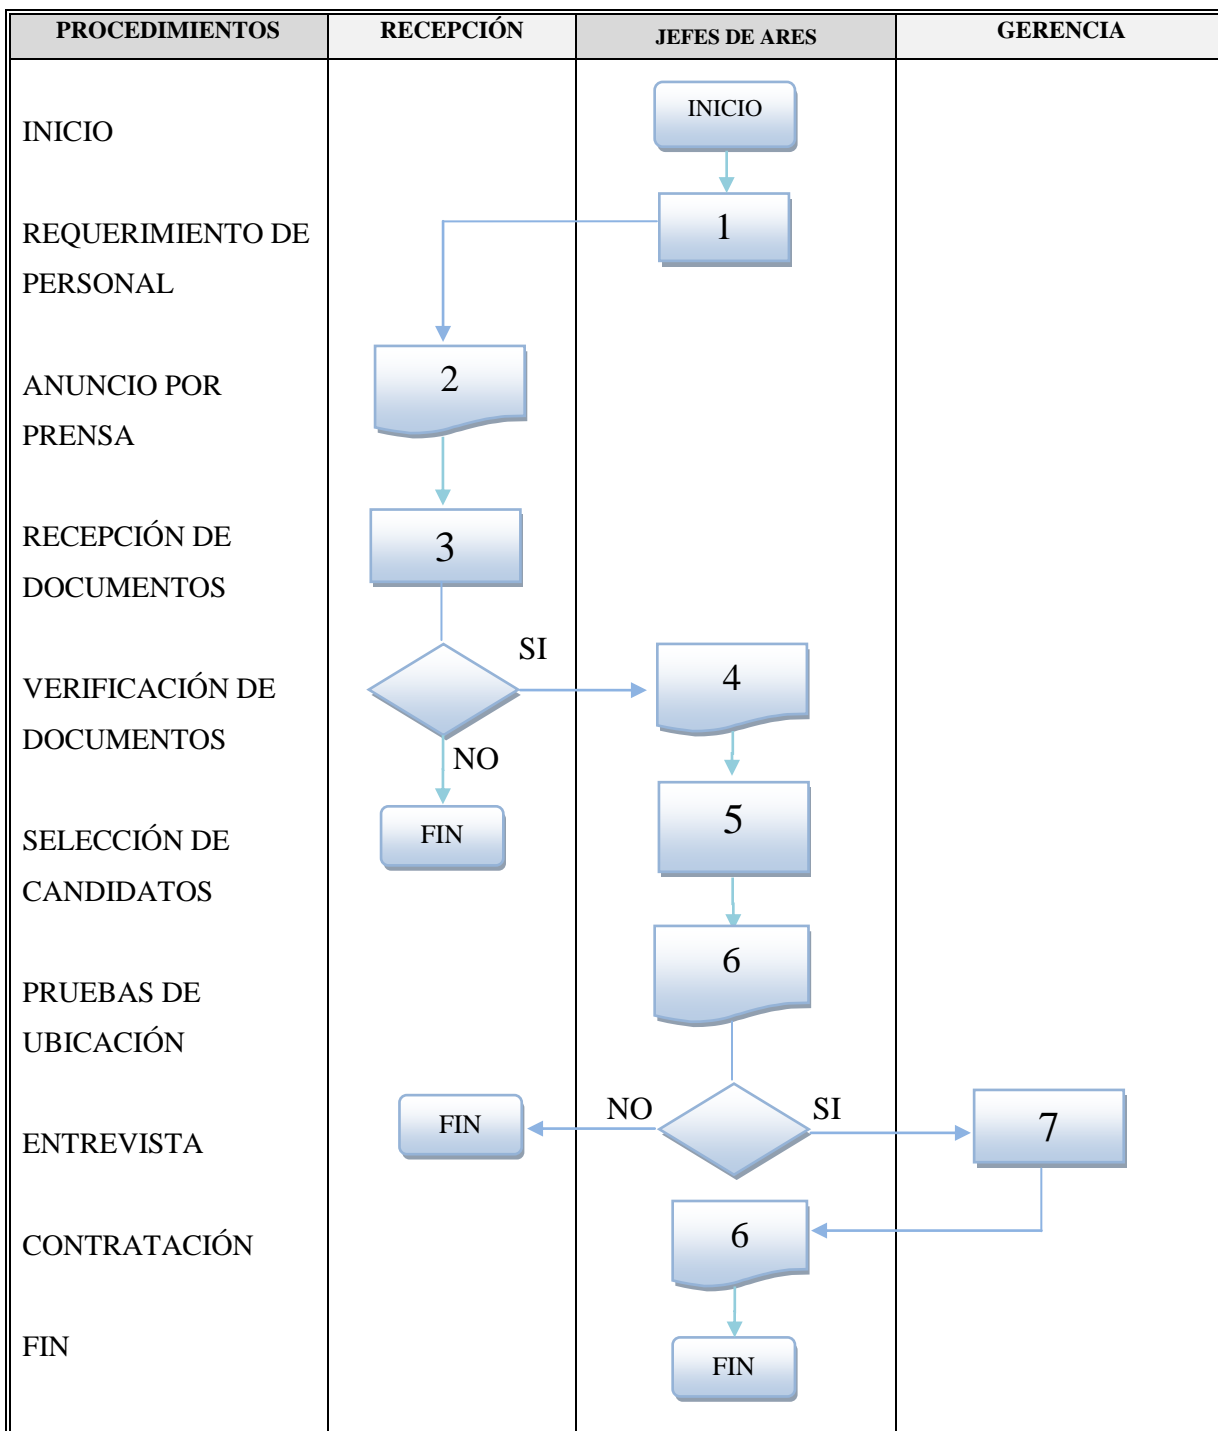 PROCEDIMIENTOS
RECEPCIÓN
JEFES DE ARES
GERENCIA
INICIO
INICIO
REQUERIMIENTO DE
PERSONAL
1
ANUNCIO POR
PRENSA
2
RECEPCIÓN DE
DOCUMENTOS
3
VERIFICACIÓN DE
DOCUMENTOS
SI
4
NO
SELECCIÓN DE
CANDIDATOS
FIN
5
PRUEBAS DE
UBICACIÓN
6
ENTREVISTA
FIN
NO
SI
7
CONTRATACIÓN
6
FIN
FIN